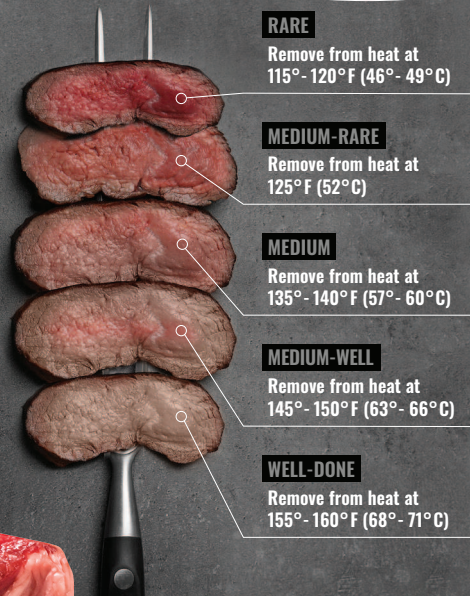 RARE
Remove from heat at
115°- 120°F (46°- 49°C)
MEDIUM-RARE
Remove from heat at
125°F (52°C)
MEDIUM
Remove from heat at
135°- 140°F (57°- 60°C)
MEDIUM-WELL
Remove from heat at
145°- 150°F (63°- 66°C)
WELL-DONE
Remove from heat at
155°- 160°F (68°- 71°C)